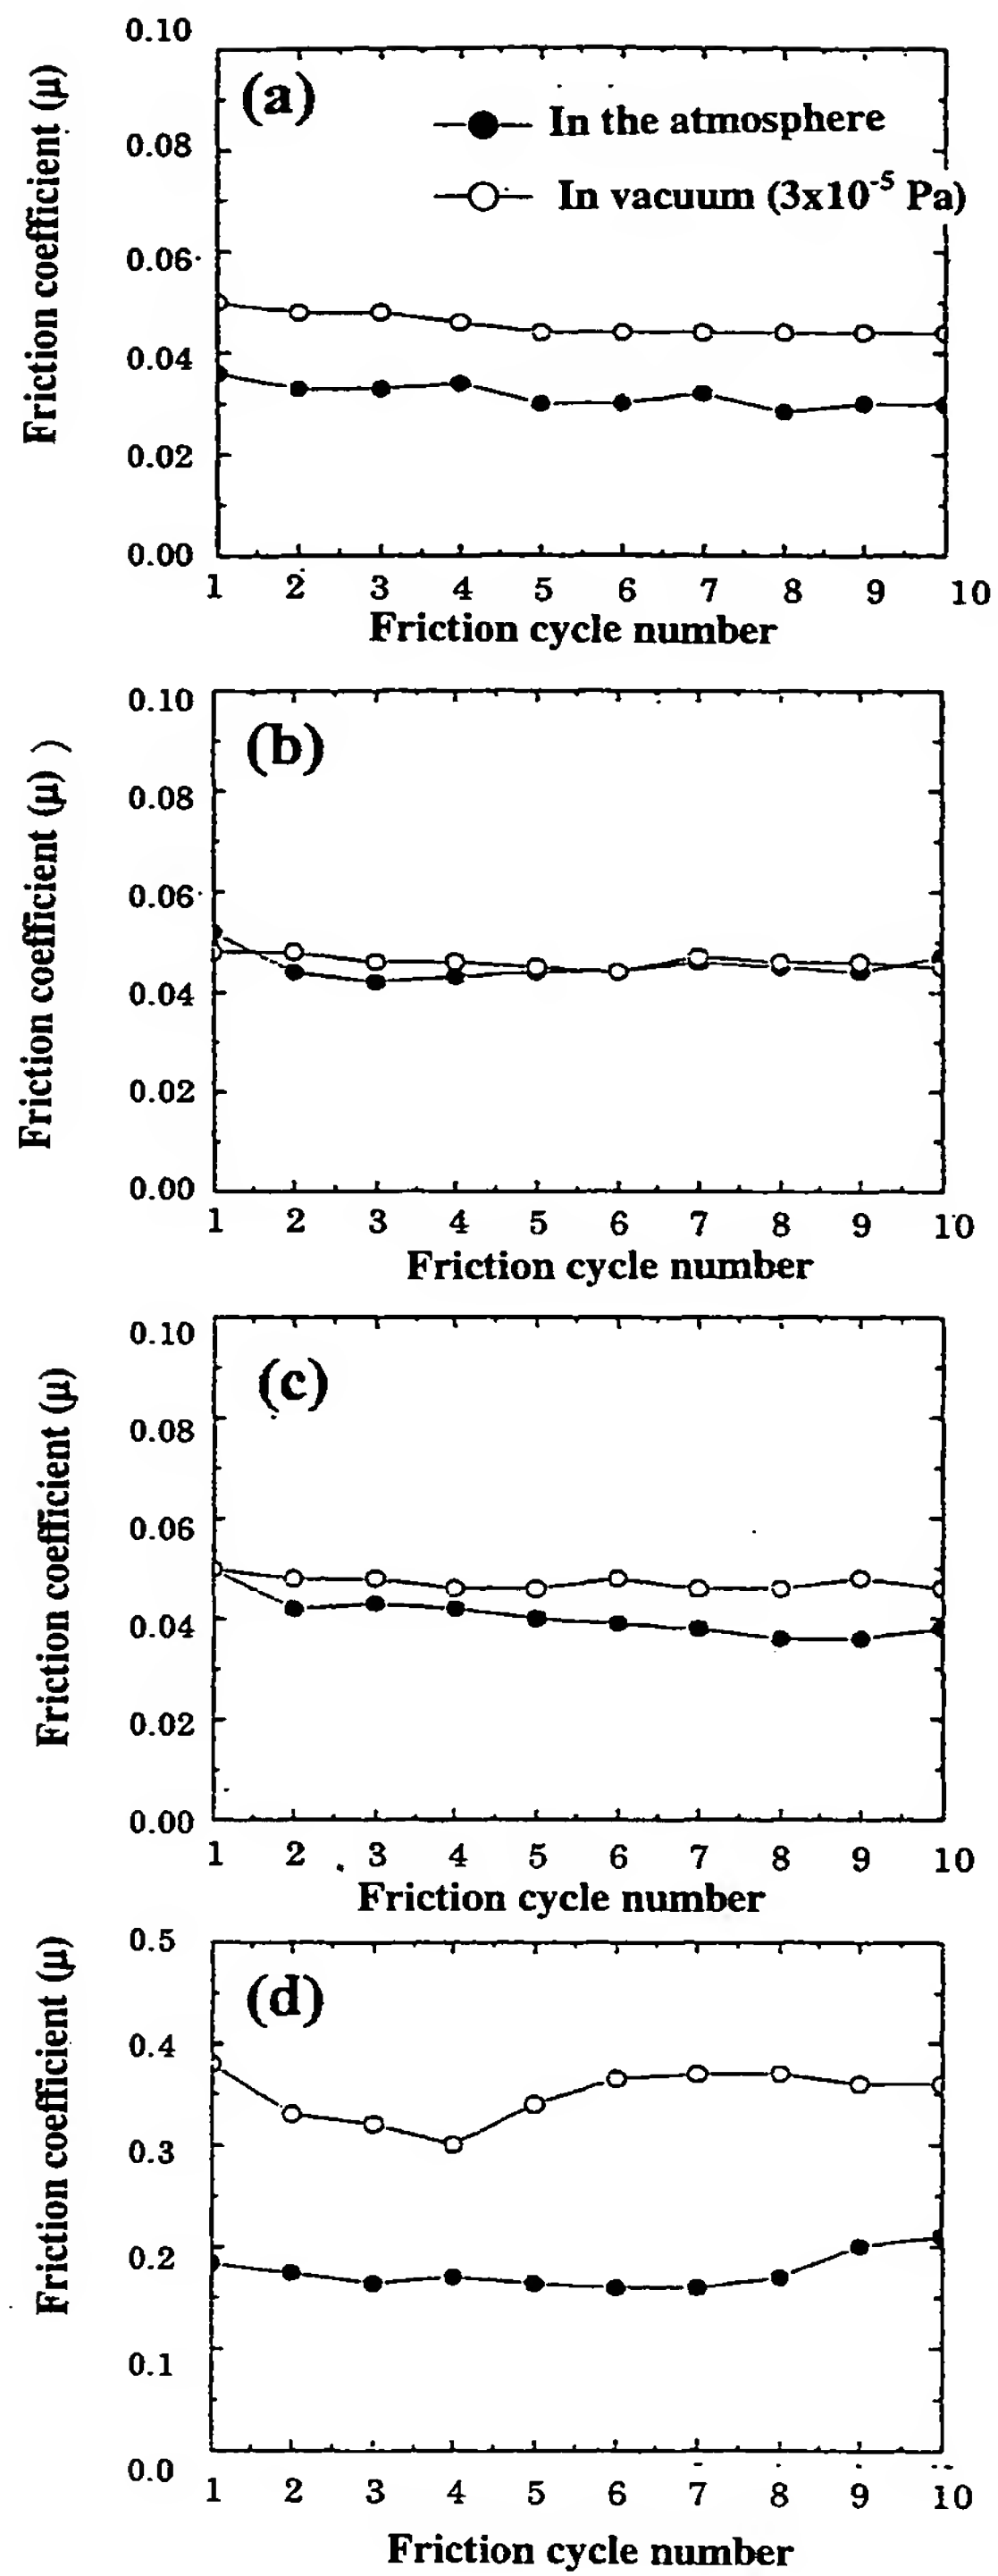 0.10
(a)
In the atmosphere
0.08
In vacuum (3x10⁻⁵ Pa)
0.06
0.04
0.02
0.00
Friction coefficient (μ)
1 2 3 4 5 6 7 8 9 10
Friction cycle number
0.10
(b)
0.08
0.06
0.04
0.02
0.00
Friction coefficient (μ) )
1 2 3 4 5 6 7 8 9 10
Friction cycle number
0.10
(c)
0.08
0.06
0.04
0.02
0.00
Friction coefficient (μ)
1 2 3 4 5 6 7 8 9 10
Friction cycle number
0.5
(d)
0.4
0.3
0.2
0.1
0.0
Friction coefficient (μ)
1 2 3 4 5 6 7 8 9 10
Friction cycle number